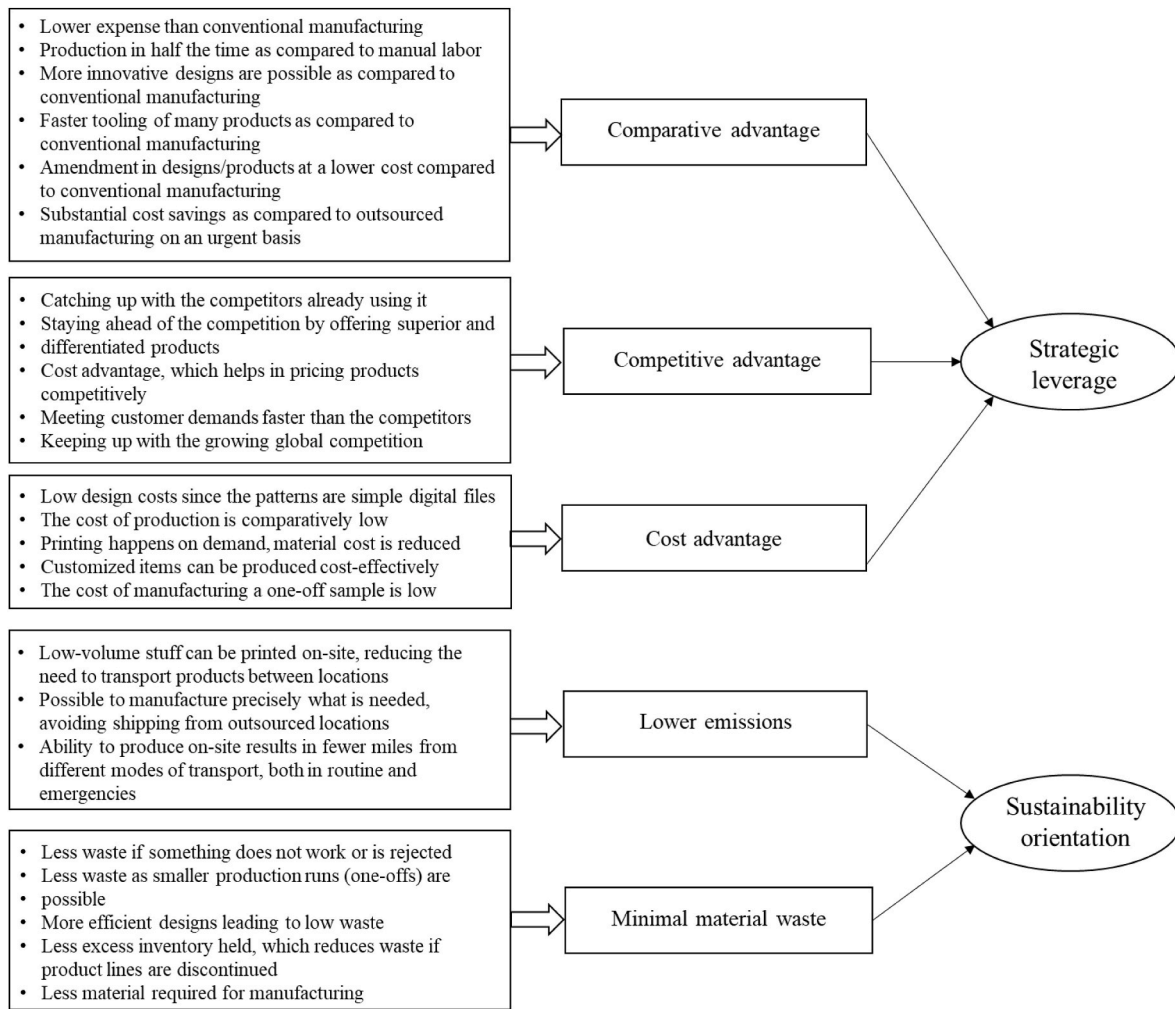 • Lower expense than conventional manufacturing
• Production in half the time as compared to manual labor
• More innovative designs are possible as compared to
conventional manufacturing
• Faster tooling of many products as compared to
conventional manufacturing
• Amendment in designs/products at a lower cost compared
to conventional manufacturing
• Substantial cost savings as compared to outsourced
manufacturing on an urgent basis
Comparative advantage
• Catching up with the competitors already using it
• Staying ahead of the competition by offering superior and
• differentiated products
• Cost advantage, which helps in pricing products
competitively
• Meeting customer demands faster than the competitors
• Keeping up with the growing global competition
Competitive advantage
• Low design costs since the patterns are simple digital files
• The cost of production is comparatively low
• Printing happens on demand, material cost is reduced
• Customized items can be produced cost-effectively
• The cost of manufacturing a one-off sample is low
Cost advantage
Strategic
leverage
• Low-volume stuff can be printed on-site, reducing the
need to transport products between locations
• Possible to manufacture precisely what is needed,
avoiding shipping from outsourced locations
• Ability to produce on-site results in fewer miles from
different modes of transport, both in routine and
emergencies
Lower emissions
• Less waste if something does not work or is rejected
• Less waste as smaller production runs (one-offs) are
• possible
• More efficient designs leading to low waste
• Less excess inventory held, which reduces waste if
product lines are discontinued
• Less material required for manufacturing
Minimal material waste
Sustainability
orientation